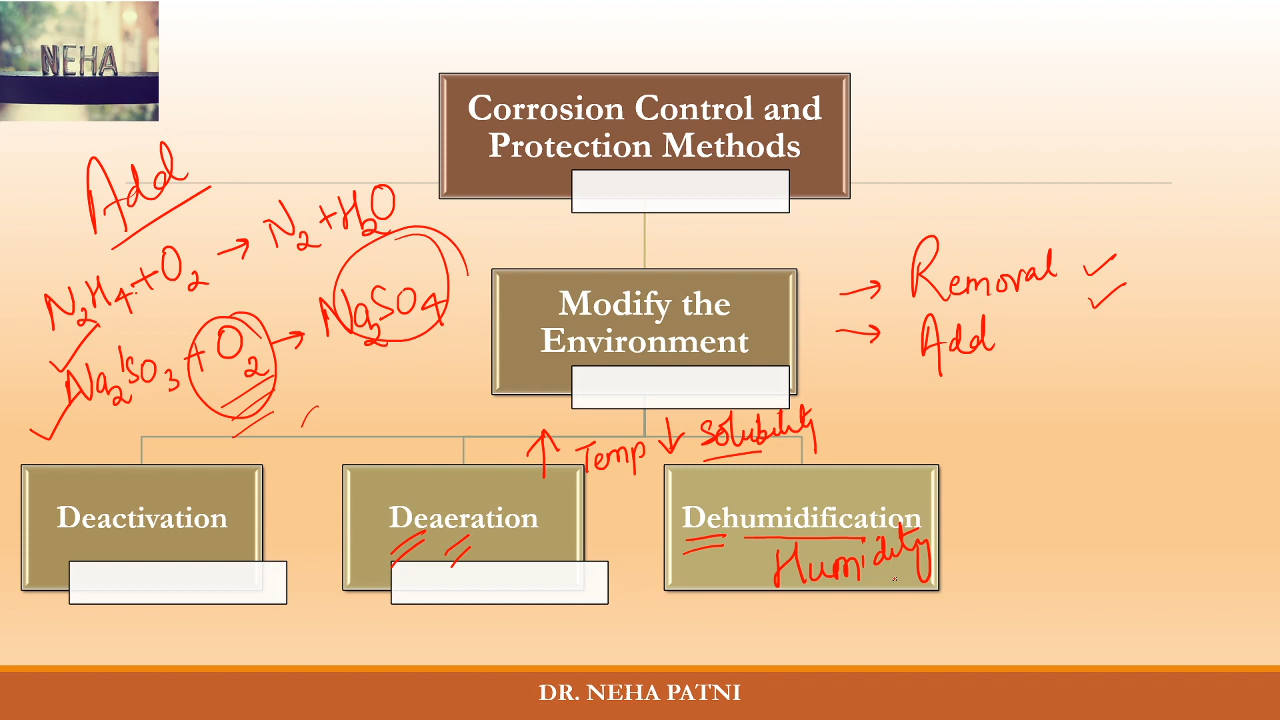 NEHA
Corrosion Control and
Protection Methods
Add
N2H4 + O2 → N2 + H2O
Na2SO3 + O2 → Na2SO4
Modify the
Environment
→ Removal ✓
→ Add ✓
↑ Temp ↓ Solubility
Deactivation
Deaeration
Dehumidification
Humidity
DR. NEHA PATNI